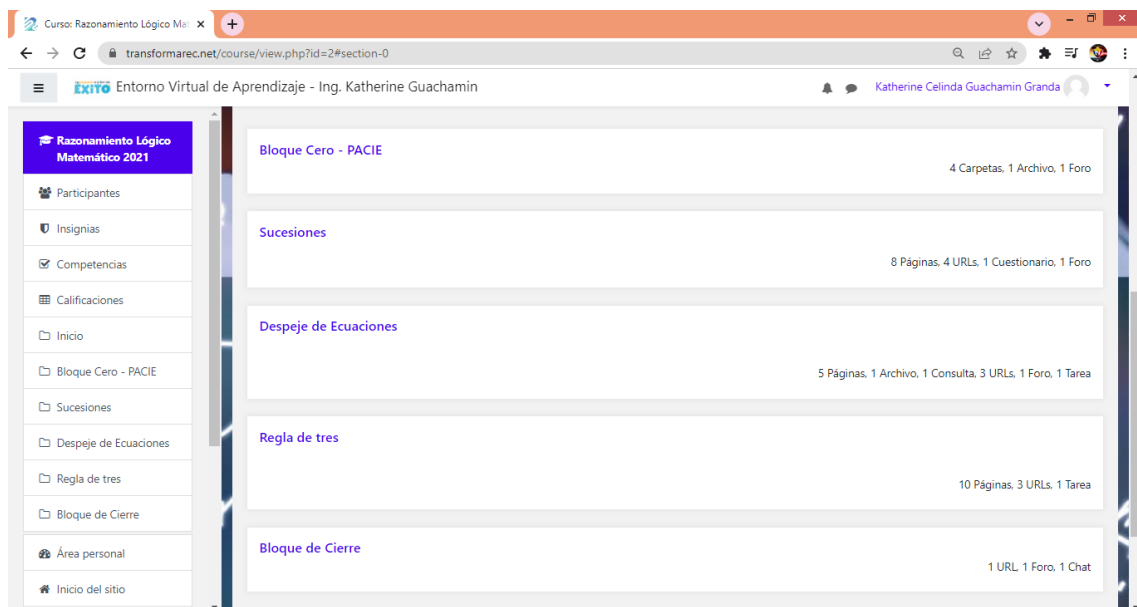 Curso: Razonamiento Lógico Mat
transformarec.net/course/view.php?id=2#section-0
ÉXITO Entorno Virtual de Aprendizaje - Ing. Katherine Guachamin
Katherine Celinda Guachamin Granda
Razonamiento Lógico
Matemático 2021
Participantes
Insignias
Competencias
Calificaciones
Inicio
Bloque Cero - PACIE
Sucesiones
Despeje de Ecuaciones
Regla de tres
Bloque de Cierre
Área personal
Inicio del sitio
Bloque Cero - PACIE
4 Carpetas, 1 Archivo, 1 Foro
Sucesiones
8 Páginas, 4 URLs, 1 Cuestionario, 1 Foro
Despeje de Ecuaciones
5 Páginas, 1 Archivo, 1 Consulta, 3 URLs, 1 Foro, 1 Tarea
Regla de tres
10 Páginas, 3 URLs, 1 Tarea
Bloque de Cierre
1 URL, 1 Foro, 1 Chat